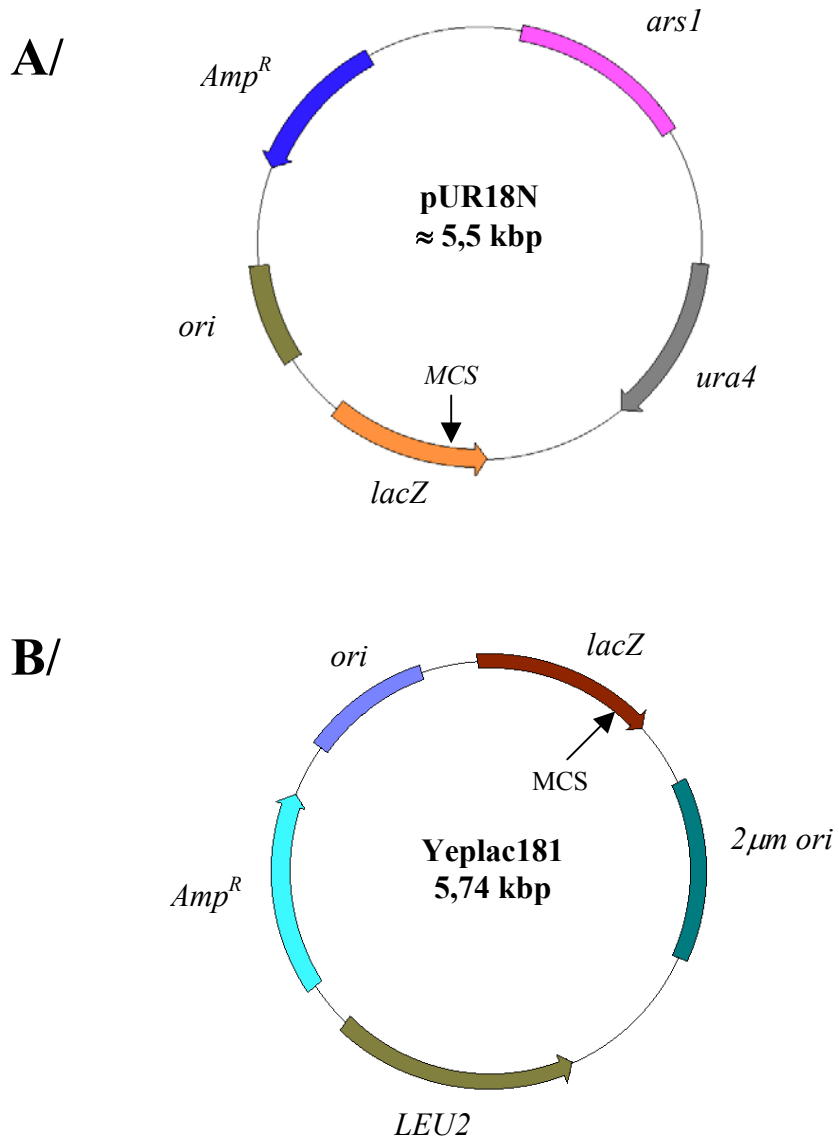 A/
ars1
Amp^R
pUR18N
≈ 5,5 kbp
ori
MCS
ura4
lacZ
B/
ori
lacZ
MCS
2μm ori
Yeplac181
5,74 kbp
Amp^R
LEU2